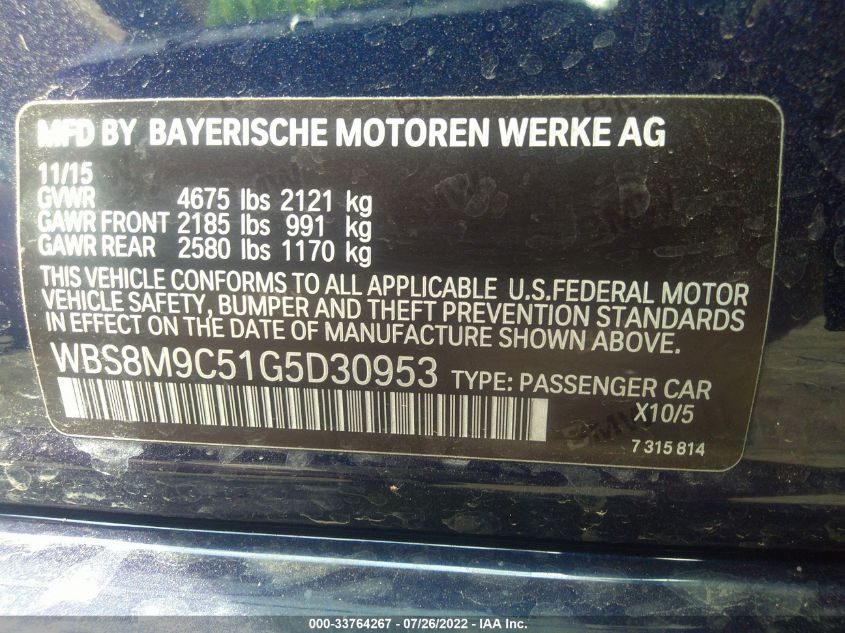 MFD BY BAYERISCHE MOTOREN WERKE AG
11/15
GVWR 4675 lbs 2121 kg
GAWR FRONT 2185 lbs 991 kg
GAWR REAR 2580 lbs 1170 kg
THIS VEHICLE CONFORMS TO ALL APPLICABLE U.S.FEDERAL MOTOR
VEHICLE SAFETY, BUMPER AND THEFT PREVENTION STANDARDS
IN EFFECT ON THE DATE OF MANUFACTURE SHOWN ABOVE.
WBS8M9C51G5D30953 TYPE: PASSENGER CAR
X10/5
7 315 814
000-33764267 - 07/26/2022 - IAA Inc.